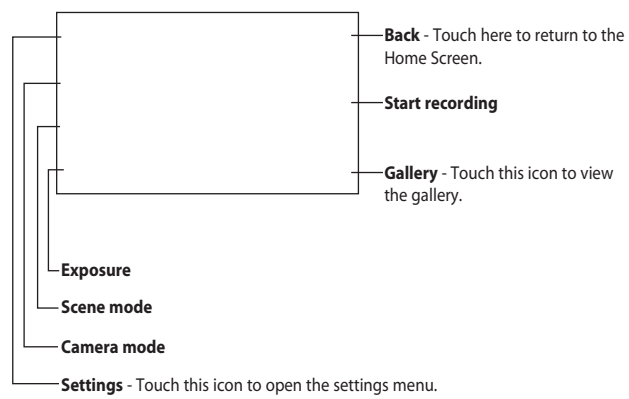 Back - Touch here to return to the
Home Screen.
Start recording
Gallery - Touch this icon to view
the gallery.
Exposure
Scene mode
Camera mode
Settings - Touch this icon to open the settings menu.